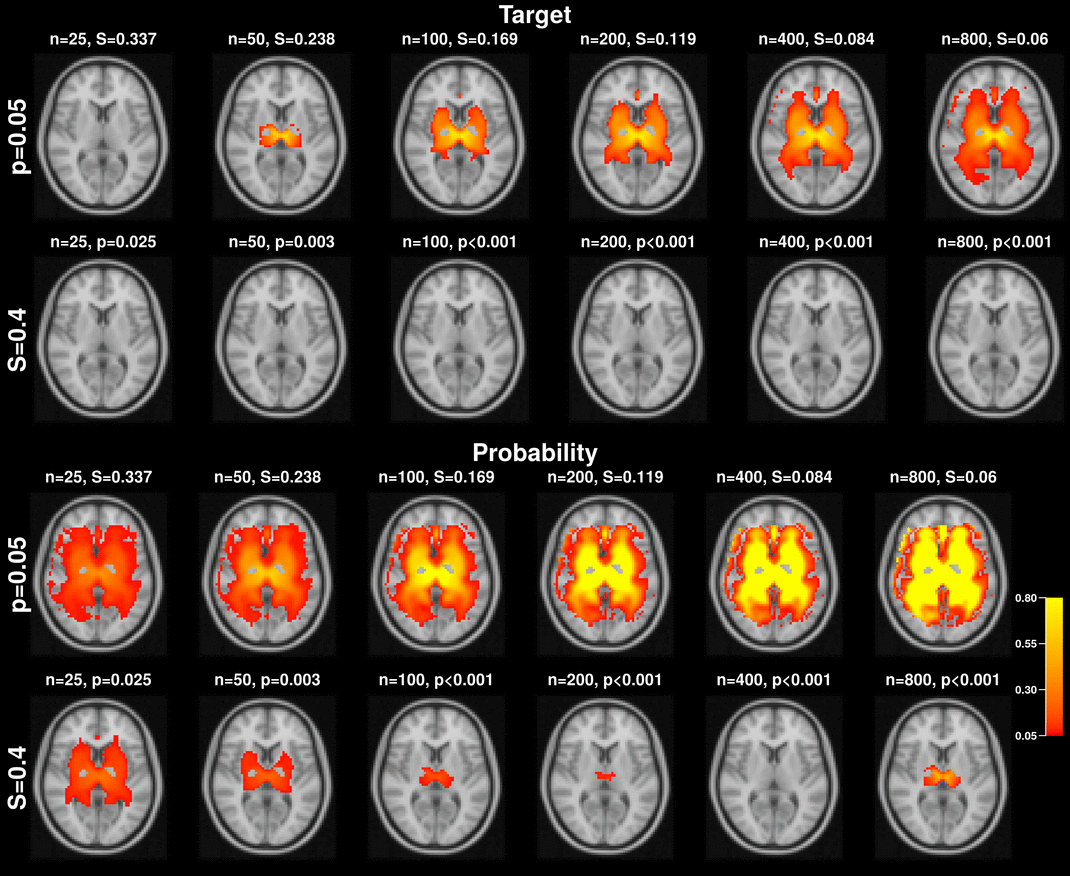 Target
n=25, S=0.337 n=50, S=0.238 n=100, S=0.169 n=200, S=0.119 n=400, S=0.084 n=800, S=0.06
p=0.05
n=25, p=0.025 n=50, p=0.003 n=100, p<0.001 n=200, p<0.001 n=400, p<0.001 n=800, p<0.001
S=0.4
Probability
n=25, S=0.337 n=50, S=0.238 n=100, S=0.169 n=200, S=0.119 n=400, S=0.084 n=800, S=0.06
p=0.05
0.80
0.55
0.30
0.05
n=25, p=0.025 n=50, p=0.003 n=100, p<0.001 n=200, p<0.001 n=400, p<0.001 n=800, p<0.001
S=0.4